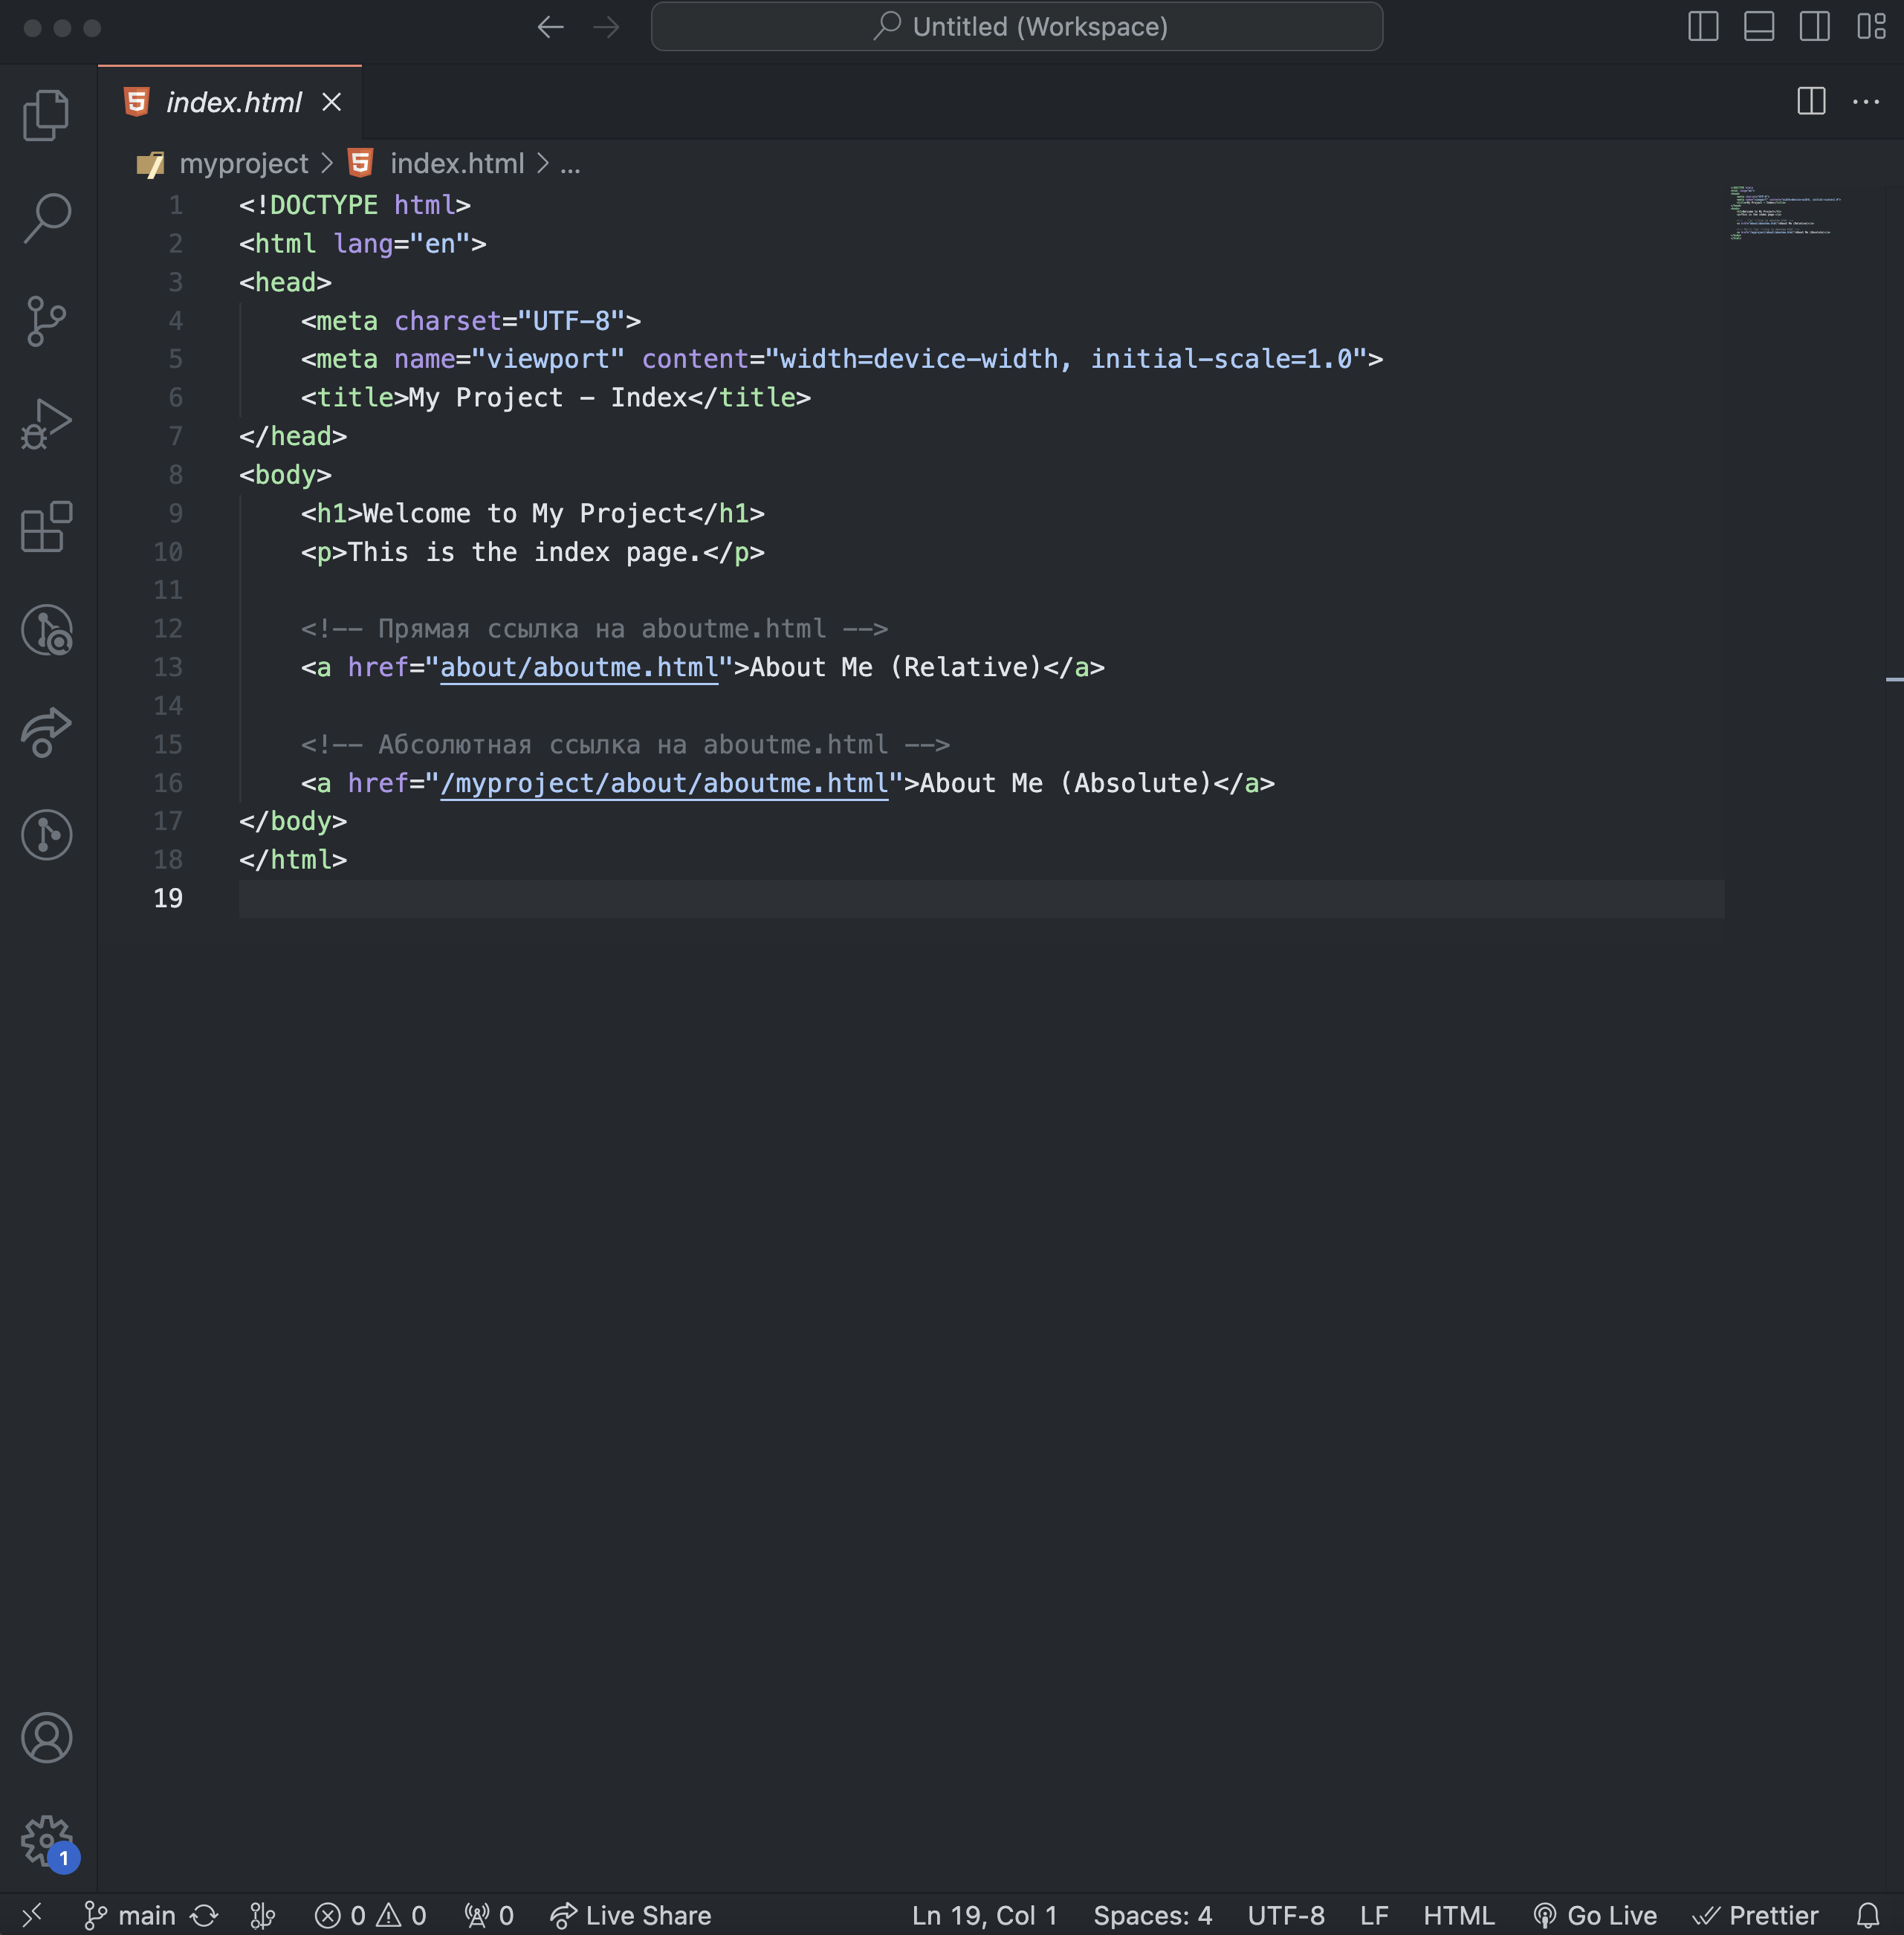 Untitled (Workspace)
index.html
myproject > index.html > ...
1 <!DOCTYPE html>
2 <html lang="en">
3 <head>
4     <meta charset="UTF-8">
5     <meta name="viewport" content="width=device-width, initial-scale=1.0">
6     <title>My Project - Index</title>
7 </head>
8 <body>
9     <h1>Welcome to My Project</h1>
10     <p>This is the index page.</p>
11
12     <!-- Прямая ссылка на aboutme.html -->
13     <a href="about/aboutme.html">About Me (Relative)</a>
14
15     <!-- Абсолютная ссылка на aboutme.html -->
16     <a href="/myproject/about/aboutme.html">About Me (Absolute)</a>
17 </body>
18 </html>
19
1
main 0 0 0 Live Share Ln 19, Col 1 Spaces: 4 UTF-8 LF HTML Go Live Prettier